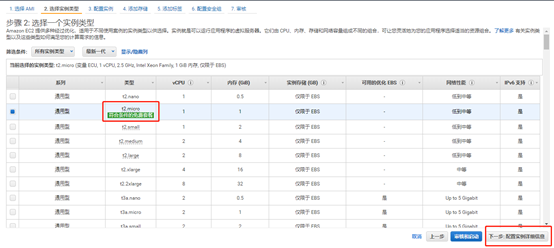 1. 选择 AMI 2. 选择实例类型 3. 配置实例 4. 添加存储 5. 添加标签 6. 配置安全组 7. 审核
步骤 2: 选择一个实例类型
Amazon EC2 提供多种经过优化，适用于不同使用案例的实例类型以供选择。实例就是可以运行应用程序的虚拟服务器。它们由 CPU、内存、存储和网络容量组成不同的组合，可让您灵活地为您的应用程序选择适当的资源组合。 了解更多 有关实例类型以及这些类型如何满足您的计算需求的信息。
筛选条件: 所有实例类型 最新一代 显示/隐藏列
当前选择的实例类型: t2.micro (变量 ECU, 1 vCPU, 2.5 GHz, Intel Xeon Family, 1 GiB 内存, 仅限于 EBS)
系列 类型 vCPU 内存 (GiB) 实例存储 (GB) 可用的优化 EBS 网络性能 IPv6 支持
通用型 t2.nano 1 0.5 仅限于 EBS - 低到中等 是
通用型 t2.micro 1 1 仅限于 EBS - 低到中等 是
符合条件的免费套餐
通用型 t2.small 1 2 仅限于 EBS - 低到中等 是
通用型 t2.medium 2 4 仅限于 EBS - 低到中等 是
通用型 t2.large 2 8 仅限于 EBS - 低到中等 是
通用型 t2.xlarge 4 16 仅限于 EBS - 中等 是
通用型 t2.2xlarge 8 32 仅限于 EBS - 中等 是
通用型 t3a.nano 2 0.5 仅限于 EBS 是 Up to 5 Gigabit 是
通用型 t3a.micro 2 1 仅限于 EBS 是 Up to 5 Gigabit 是
取消 上一步 审核和启动 下一步: 配置实例详细信息